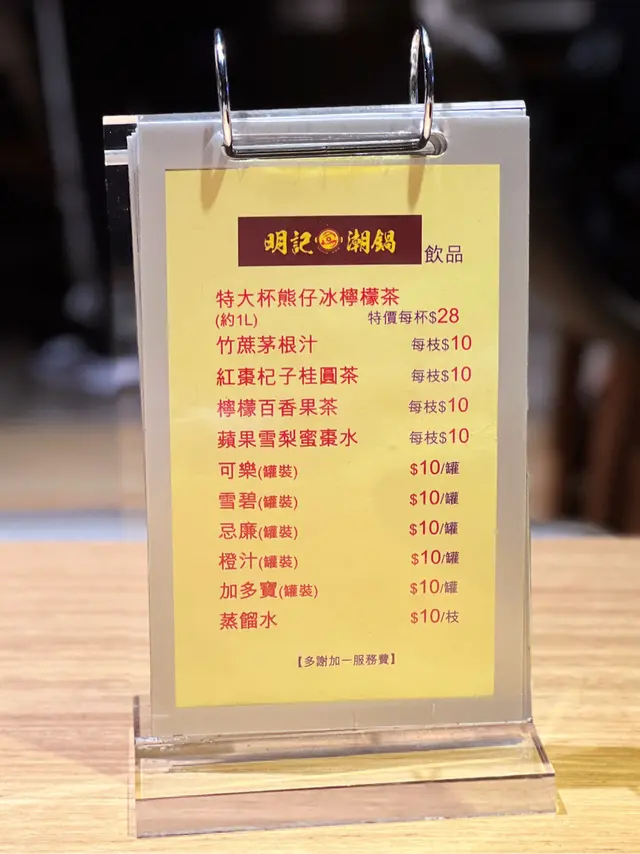 明記 潮鍋 飲品
特大杯熊仔冰檸檬茶
(約1L) 特價每杯$28
竹蔗茅根汁 每枝$10
紅棗杞子桂圓茶 每枝$10
檸檬百香果茶 每枝$10
蘋果雪梨蜜棗水 每枝$10
可樂(罐裝) $10/罐
雪碧(罐裝) $10/罐
忌廉(罐裝) $10/罐
橙汁(罐裝) $10/罐
加多寶(罐裝) $10/罐
蒸餾水 $10/枝
【多謝加一服務費】